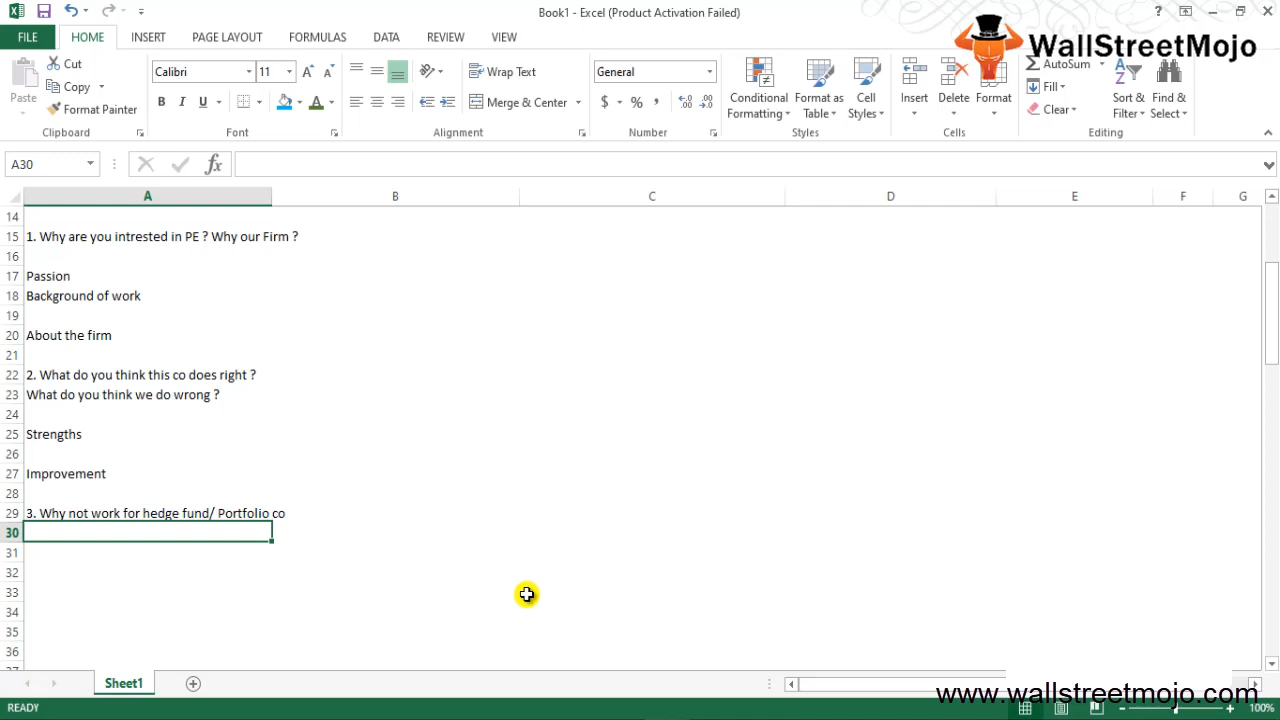 Book1 - Excel (Product Activation Failed)
?
FILE HOME INSERT PAGE LAYOUT FORMULAS DATA REVIEW VIEW
WallStreetMojo
Paste
Cut
Copy
Format Painter
Clipboard
Calibri 11
B I U A
Font
Wrap Text
Merge & Center
Alignment
General
$ % ,
Number
Conditional Formatting
Format as Table
Cell Styles
Styles
Insert
Delete
Format
Cells
AutoSum
Fill
Clear
Sort & Filter
Find & Select
Editing
A30 fx
A B C D E F G
14
15 1. Why are you intrested in PE ? Why our Firm ?
16
17 Passion
18 Background of work
19
20 About the firm
21
22 2. What do you think this co does right ?
23 What do you think we do wrong ?
24
25 Strengths
26
27 Improvement
28
29 3. Why not work for hedge fund/ Portfolio co
30
31
32
33
34
35
36
37
Sheet1
www.wallstreetmojo.com
READY
100%